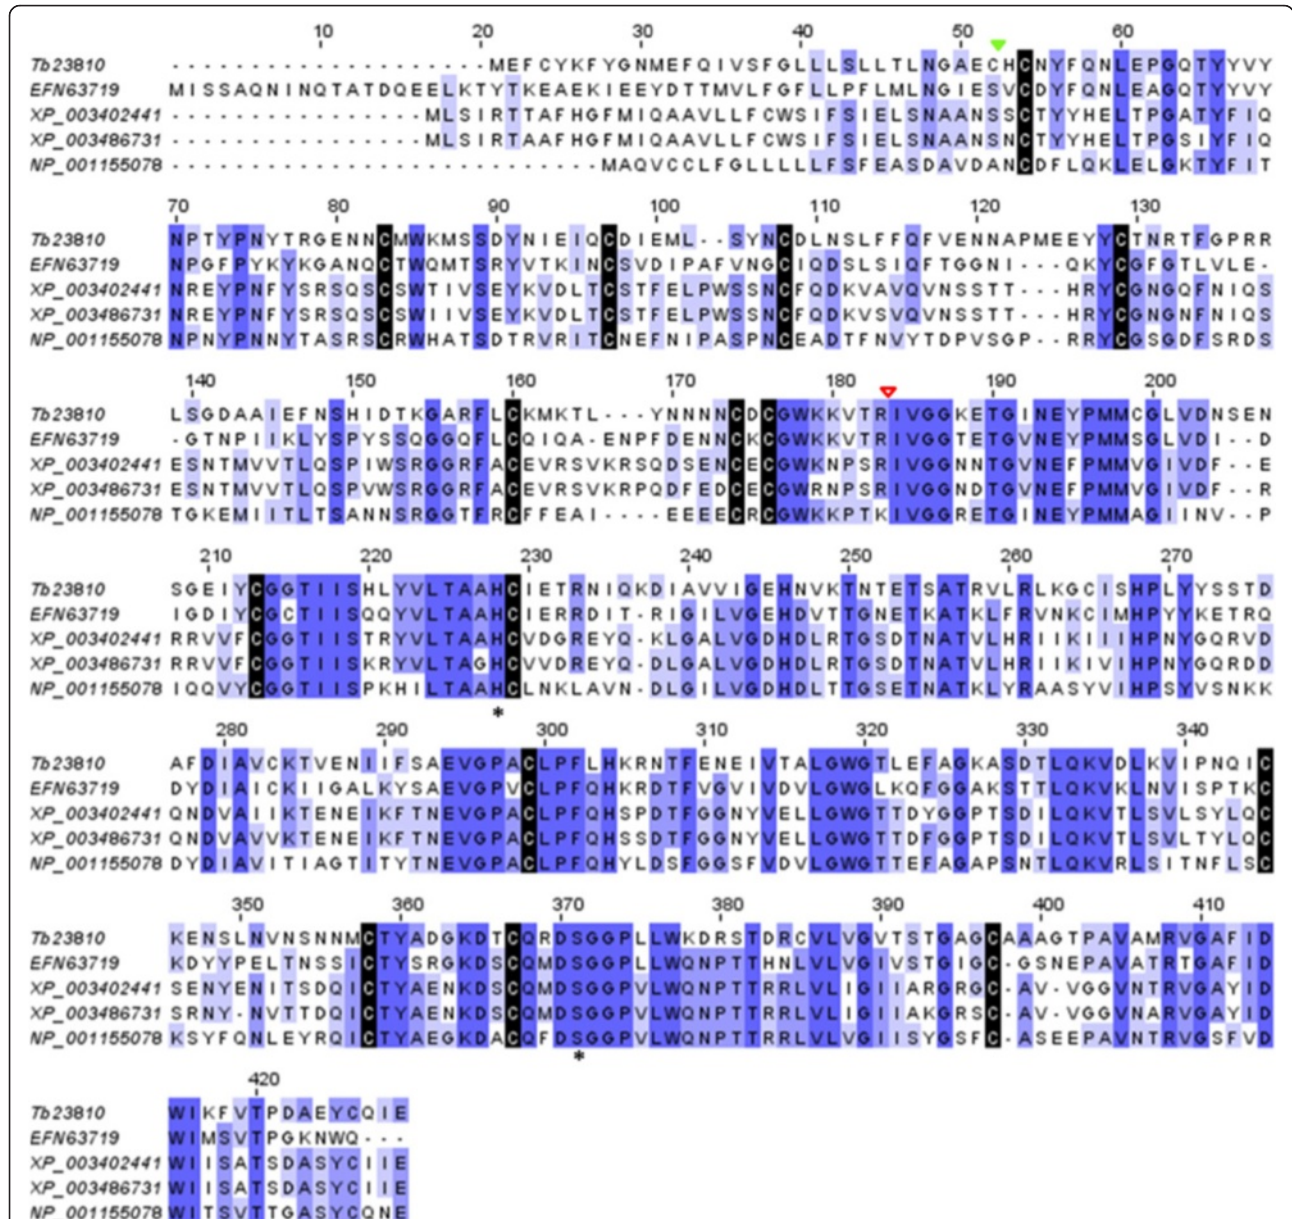 10 20 30 40 50 60
Tb23810 --------------------MEFCYKFYGNMEFQIVSFGLLLSLLTLNGAECHCNYFQNLEPGQTYYVY
EFN63719 MISSAQNINQTATDQEELKTYTKEAEKIEEYDTTMVLFGFLLPFLMLNGIESVCDYFQNLEAGQTYYVY
XP_003402441 ----------------MLSIRTTAFHGFMIQAAVLLFCWSIFSIELSNAANSSCTYYHELTPGATYFIQ
XP_003486731 ----------------MLSIRTAAFHGFMIQAAVLLFCWSIFSIELSNAANSNCTYYHELTPGSIYFIQ
NP_001155078 ---------------------------MAQVCCLFGLLLLLFSFEASDAVDANCDFLQKLELGKTYFIT
70 80 90 100 110 120 130
Tb23810 NPTYPNYTRGENNCMWKMSSDYNIEIQCDIEML--SYNCDLNSLFFQFVENNAPMEEYYCTNRTFGPRR
EFN63719 NPGFPYKYKGANQCTWQMTSRYVTKINCSVDIPAFVNGCIQDSLSIQFTGGNI---QKYCGFGTLVLE-
XP_003402441 NREYPNFYSRSQSCSWTIVSEYKVDLTCSTFELPWSSNCFQDKVAVQVNSSTT---HRYCGNGQFNIQS
XP_003486731 NREYPNFYSRSQSCSWIIVSEYKVDLTCSTFELPWSSNCFQDKVSVQVNSSTT---HRYCGNGNFNIQS
NP_001155078 NPNYPNNYTASRSCRWHATSDTRVRITCNEFNIPASPNCEADTFNVYTDPVSGP--RRYCGSGDFSRDS
140 150 160 170 180 190 200
Tb23810 LSGDAAIEFNSHIDTKGARFLCKMKTL---YNNNNCDCGWKKVTRIVGGKETGINEYPMMCGLVDNSEN
EFN63719 -GTNPIIKLYSPYSSQGGQFLCQIQA-ENPFDENNCKCGWKKVTRIVGGTETGVNEYPMMSGLVDI--D
XP_003402441 ESNTMVVTLQSPIWSRGGRFACEVRSVKRSQDSENCECGWKNPSRIVGGNNTGVNEFPMMVGIVDF--E
XP_003486731 ESNTMVVTLQSPVWSRGGRFACEVRSVKRPQDFEDCECGWRNPSRIVGGNDTGVNEFPMMVGIVDF--R
NP_001155078 TGKEMIITLTSANNSRGGTFRCFFEAI----EEEECRCGWKKPTKIVGGRETGINEYPMMAGIINV--P
210 220 230 240 250 260 270
Tb23810 SGEIYCGGTIISHLYVLTAAHCIETRNIQKDIAVVIGEHNVKTNTETSATRVLRLKGCISHPLYYSSTD
EFN63719 IGDIYCGCTIISQQYVLTAAHCIERRDIT-RIGILVGEHDVTTGNETKATKLFRVNKCIMHPYYKETRQ
XP_003402441 RRVVFCGGTIISTRYVLTAAHCVDGREYQ-KLGALVGDHDLRTGSDTNATVLHRIIKIIIHPNYGQRVD
XP_003486731 RRVVFCGGTIISKRYVLTAGHCVVDREYQ-DLGALVGDHDLRTGSDTNATVLHRIIKIVIHPNYGQRDD
NP_001155078 IQQVYCGGTIISPKHILTAAHCLNKLAVN-DLGILVGDHDLTTGSETNATKLYRAASYVIHPSYVSNKK
*
280 290 300 310 320 330 340
Tb23810 AFDIAVCKTVENIIFSAEVGPACLPFLHKRNTFENEIVTALGWGTLEFAGKASDTLQKVDLKVIPNQIC
EFN63719 DYDIAICKIIGALKYSAEVGPVCLPFQHKRDTFVGVIVDVLGWGLKQFGGAKSTTLQKVKLNVISPTKC
XP_003402441 QNDVALIKTENEIKFTNEVGPACLPFQHSPDTFGGNYVELLGWGTTDYGGPTSDILQKVTLSVLSYLQC
XP_003486731 QNDVAVVKTENEIKFTNEVGPACLPFQHSSDTFGGNYVELLGWGTTDFGGPTSDILQKVTLSVLTYLQC
NP_001155078 DYDIAVITIAGTITYTNEVGPACLPFQHYLDSFGGSFVDVLGWGTTEFAGAPSNTLQKVRLSITNFLSC
350 360 370 380 390 400 410
Tb23810 KENSLNVNSNNMCTYADGKDTCQRDSGGPLLWKDRSTDRCVLVGVTSTGAGCAAAGTPAVAMRVGAFID
EFN63719 KDYYPELTNSSICTYSRGKDSCQMDSGGPLLWQNPTTHNLVLVGIVSTGIGC-GSNEPAVATRTGAFID
XP_003402441 SENYENITSDQICTYAENKDSCQMDSGGPVLWQNPTTRRLVLIGIIARGRGC-AV-VGGVNTRVGAYID
XP_003486731 SRNY-NVTTDQICTYAENKDSCQMDSGGPVLWQNPTTRRLVLIGIIAKGRSC-AV-VGGVNARVGAYID
NP_001155078 KSYFQNLEYRQICTYAEGKDACQFDSGGPVLWQNPTTRRLVLVGIISYGSFC-ASEEPAVNTRVGSFVD
*
420
Tb23810 WIKFVTPDAEYCQIE
EFN63719 WIMSVTPGKNWQ---
XP_003402441 WIISATSDASYCIIE
XP_003486731 WIISATSDASYCIIE
NP_001155078 WITSVTTGASYCQNE